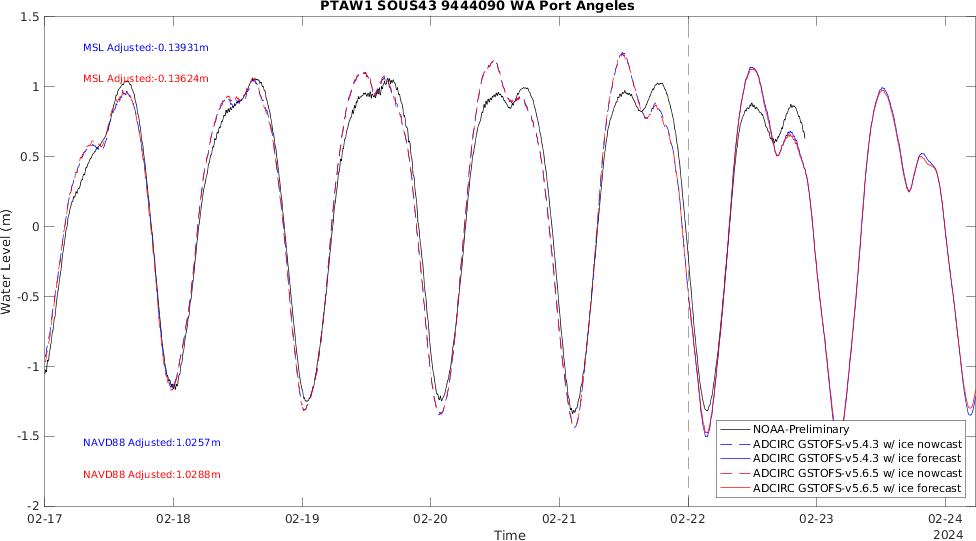 PTAW1 SOUS43 9444090 WA Port Angeles
1.5
MSL Adjusted:-0.13931m
MSL Adjusted:-0.13624m
1
0.5
0
-0.5
-1
-1.5
-2
Water Level (m)
NAVD88 Adjusted:1.0257m
NAVD88 Adjusted:1.0288m
NOAA-Preliminary
ADCIRC GSTOFS-v5.4.3 w/ ice nowcast
ADCIRC GSTOFS-v5.4.3 w/ ice forecast
ADCIRC GSTOFS-v5.6.5 w/ ice nowcast
ADCIRC GSTOFS-v5.6.5 w/ ice forecast
02-17 02-18 02-19 02-20 02-21 02-22 02-23 02-24
Time
2024